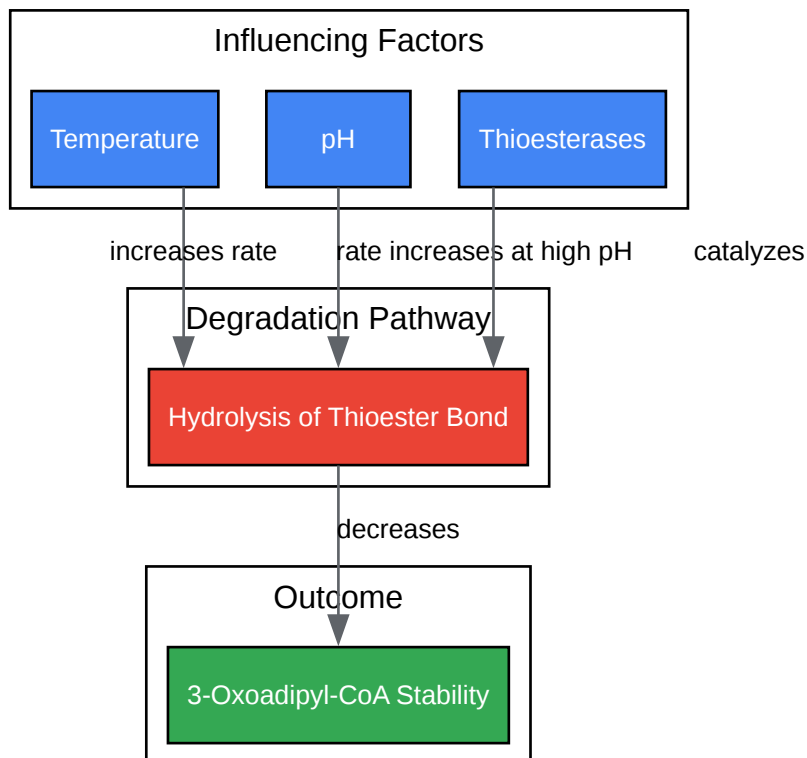 Influencing Factors
Temperature
pH
Thioesterases
increases rate
rate increases at high pH
catalyzes
Degradation Pathway
Hydrolysis of Thioester Bond
decreases
Outcome
3-Oxoadipyl-CoA Stability